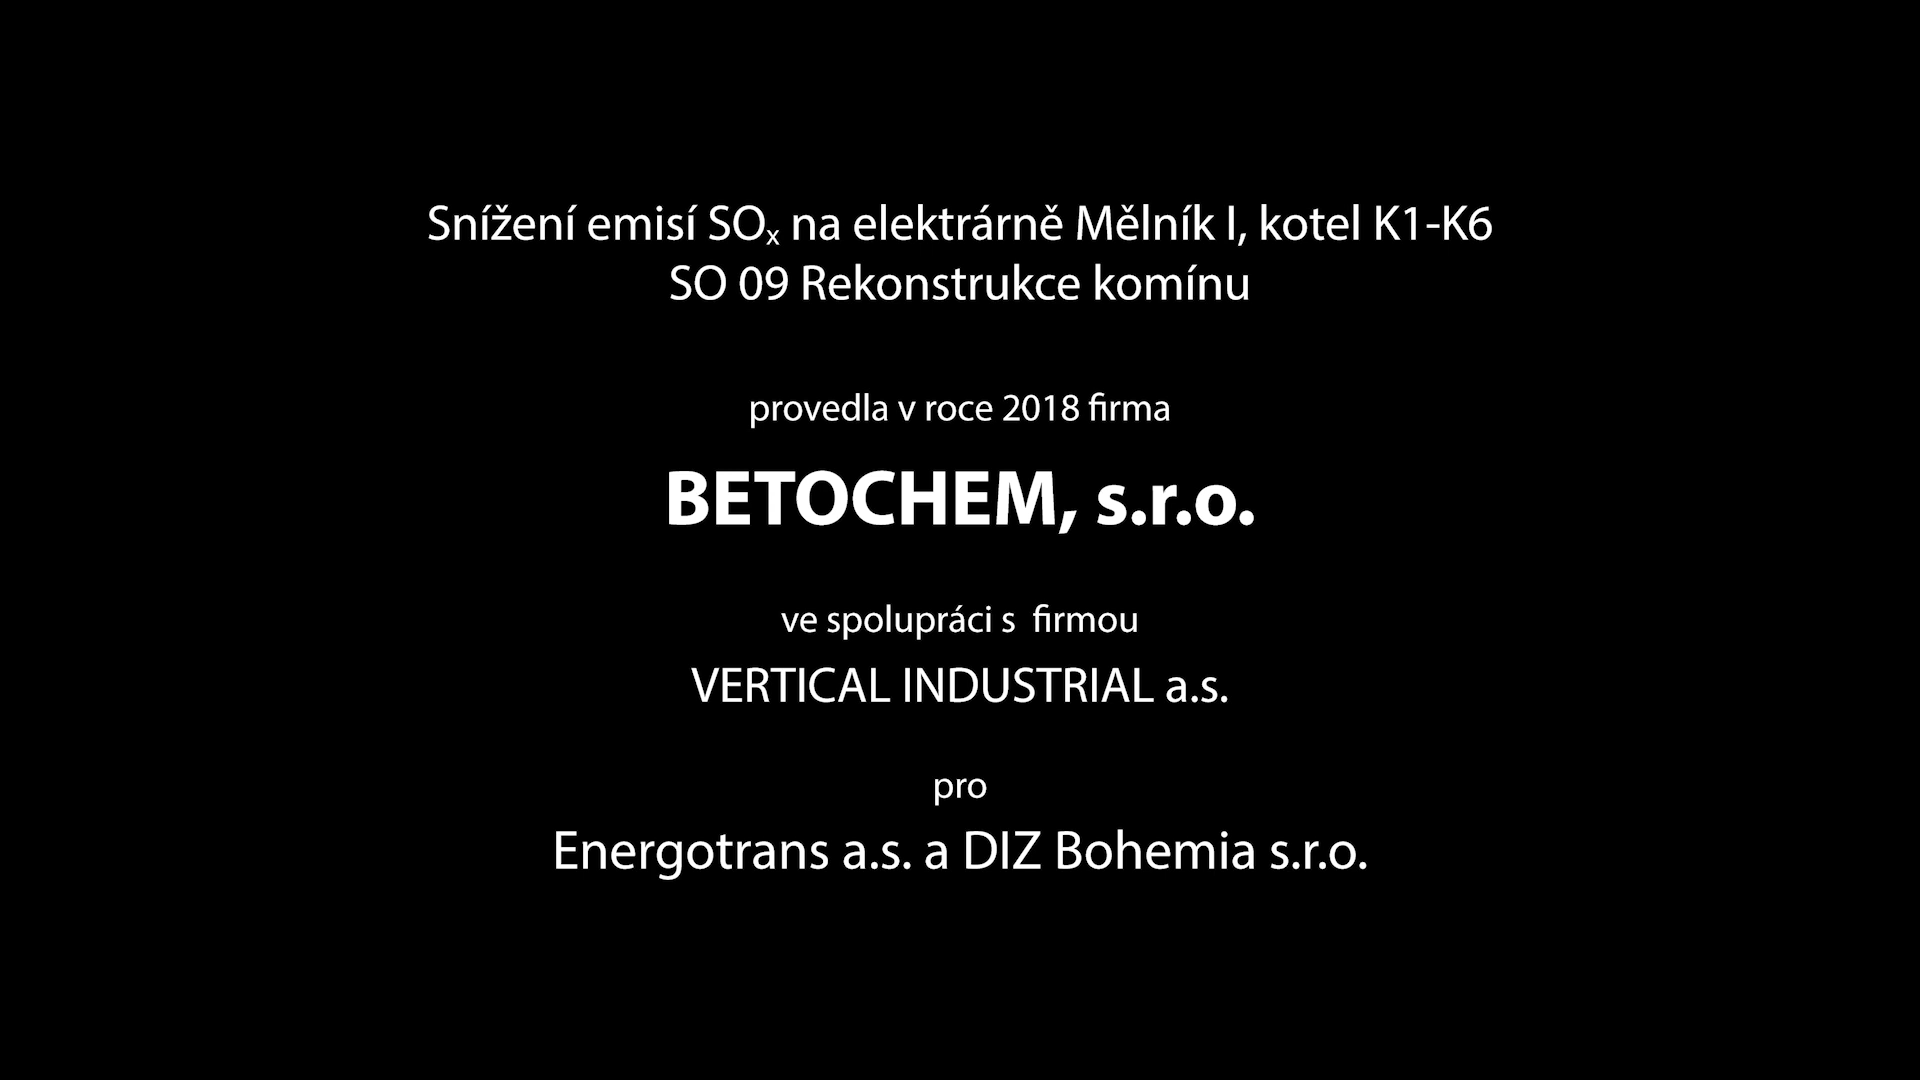 Snížení emisí SOₓ na elektrárně Mělník I, kotel K1-K6
SO 09 Rekonstrukce komínu
provedla v roce 2018 firma
BETOCHEM, s.r.o.
ve spolupráci s firmou
VERTICAL INDUSTRIAL a.s.
pro
Energotrans a.s. a DIZ Bohemia s.r.o.